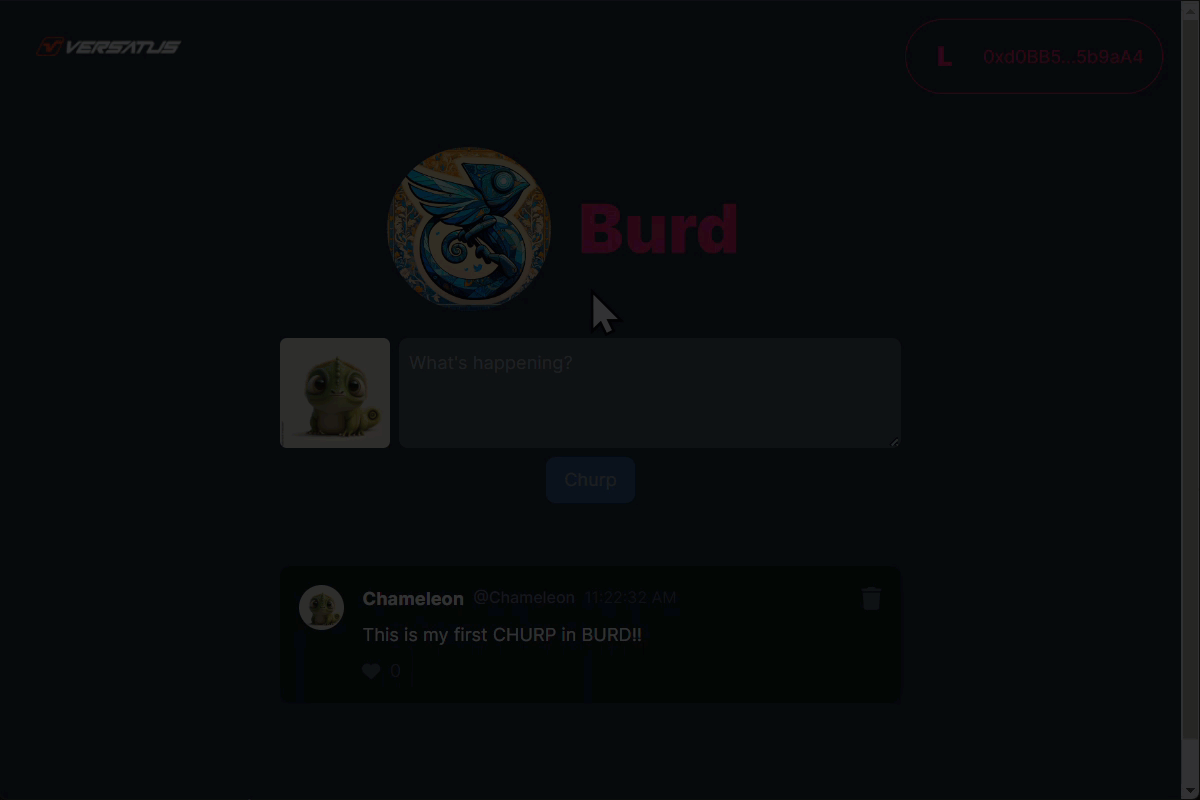 VERSATUS
L 0xd0BB5...5b9aA4
Burd
What's happening?
Churp
Chameleon @Chameleon 11:22:32 AM
This is my first CHURP in BURD!!
0